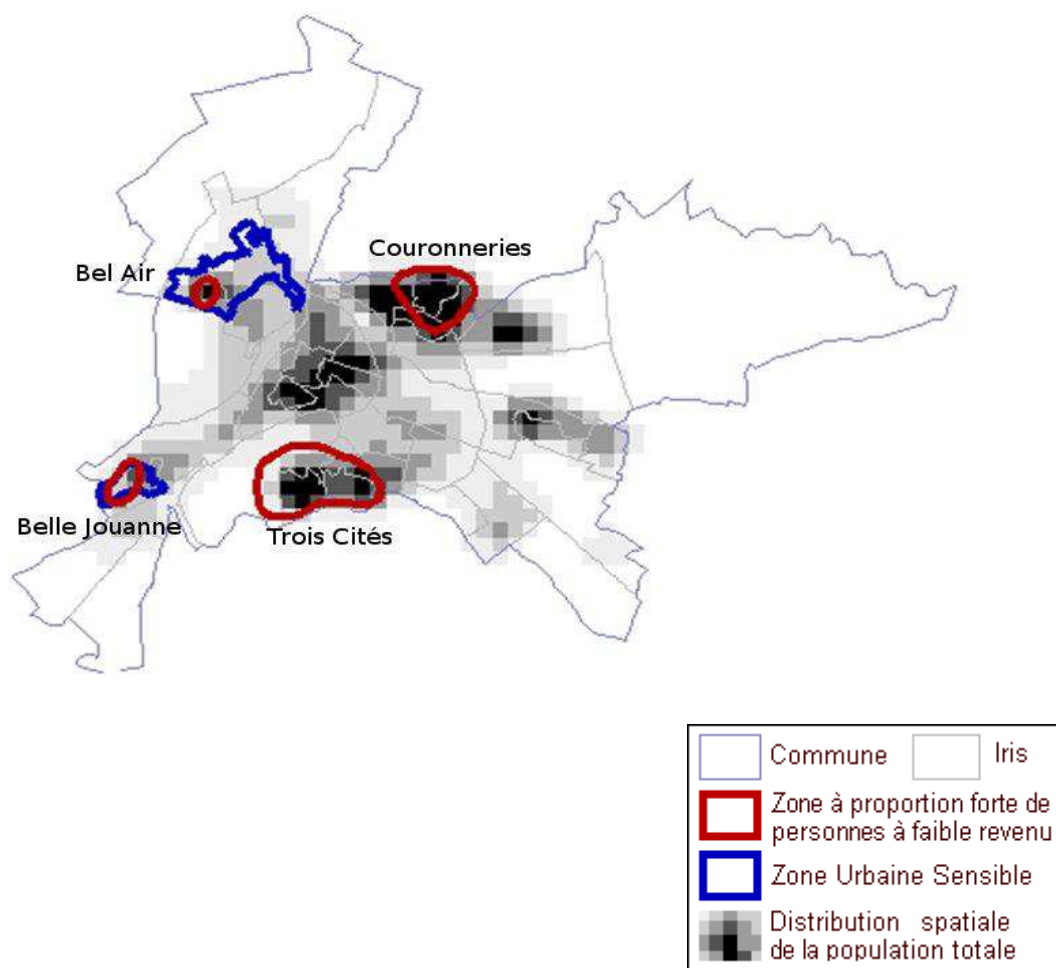 Couronneries
Bel Air
Belle Jouanne
Trois Cités
Commune
Iris
Zone à proportion forte de
personnes à faible revenu
Zone Urbaine Sensible
Distribution spatiale
de la population totale